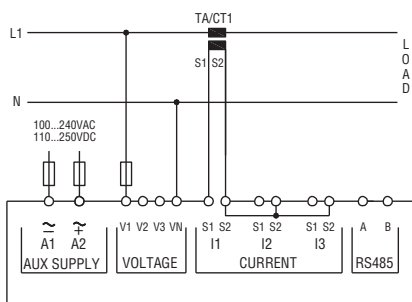 TA/CT1
L1
S1 S2
LOAD
N
100...240VAC
110...250VDC
V1 V2 V3 VN S1 S2 S1 S2 S1 S2 A B
A1 A2 I1 I2 I3
AUX SUPPLY VOLTAGE CURRENT RS485